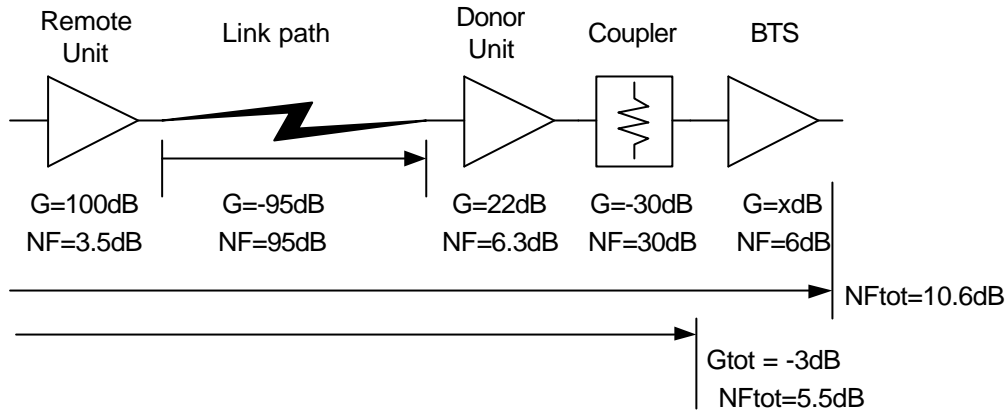 Remote
Unit
Link path
Donor
Unit
Coupler
BTS
G=100dB
NF=3.5dB
G=-95dB
NF=95dB
G=22dB
NF=6.3dB
G=-30dB
NF=30dB
G=xdB
NF=6dB
NFtot=10.6dB
Gtot = -3dB
NFtot=5.5dB